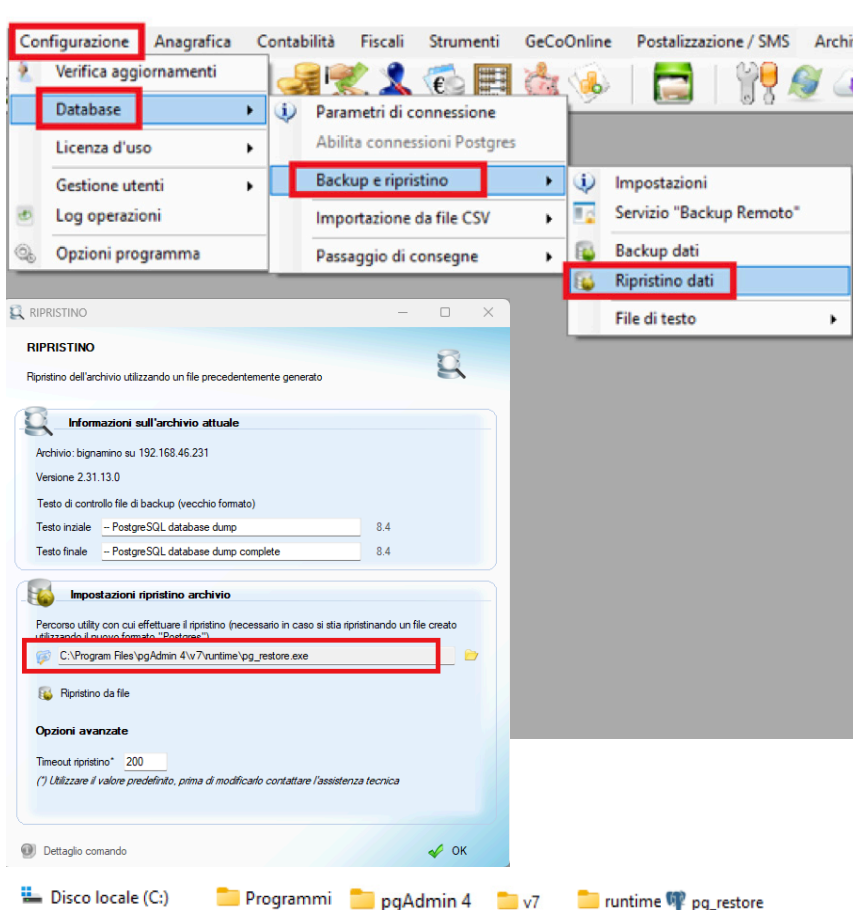 Configurazione Anagrafica Contabilità Fiscali Strumenti GeCoOnline Postalizzazione / SMS Archi
Verifica aggiornamenti
Database
Licenza d'uso
Gestione utenti
Log operazioni
Opzioni programma
Parametri di connessione
Abilita connessioni Postgres
Backup e ripristino
Importazione da file CSV
Passaggio di consegne
Impostazioni
Servizio "Backup Remoto"
Backup dati
Ripristino dati
File di testo
RIPRISTINO
RIPRISTINO
Ripristino dell'archivio utilizzando un file precedentemente generato
Informazioni sull'archivio attuale
Archivio: bignamino su 192.168.46.231
Versione 2.31.13.0
Testo di controllo file di backup (vecchio formato)
Testo inziale -- PostgreSQL database dump 8.4
Testo finale -- PostgreSQL database dump complete 8.4
Impostazioni ripristino archivio
Percorso utility con cui effettuare il ripristino (necessario in caso si stia ripristinando un file creato
utilizzando il nuovo formato "Postgres")
C:\Program Files\pgAdmin 4\v7\runtime\pg_restore.exe
Ripristino da file
Opzioni avanzate
Timeout ripristino* 200
(*) Utilizzare il valore predefinito, prima di modificarlo contattare l'assistenza tecnica
Dettaglio comando OK
Disco locale (C:) Programmi pgAdmin 4 v7 runtime pg_restore